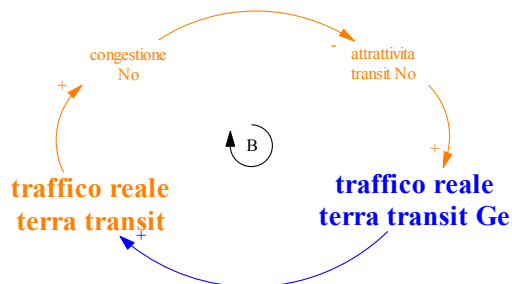 congestione
No
-
attrattivita
transit No
+
+
B
traffico reale
terra transit
traffico reale
terra transit Ge
+